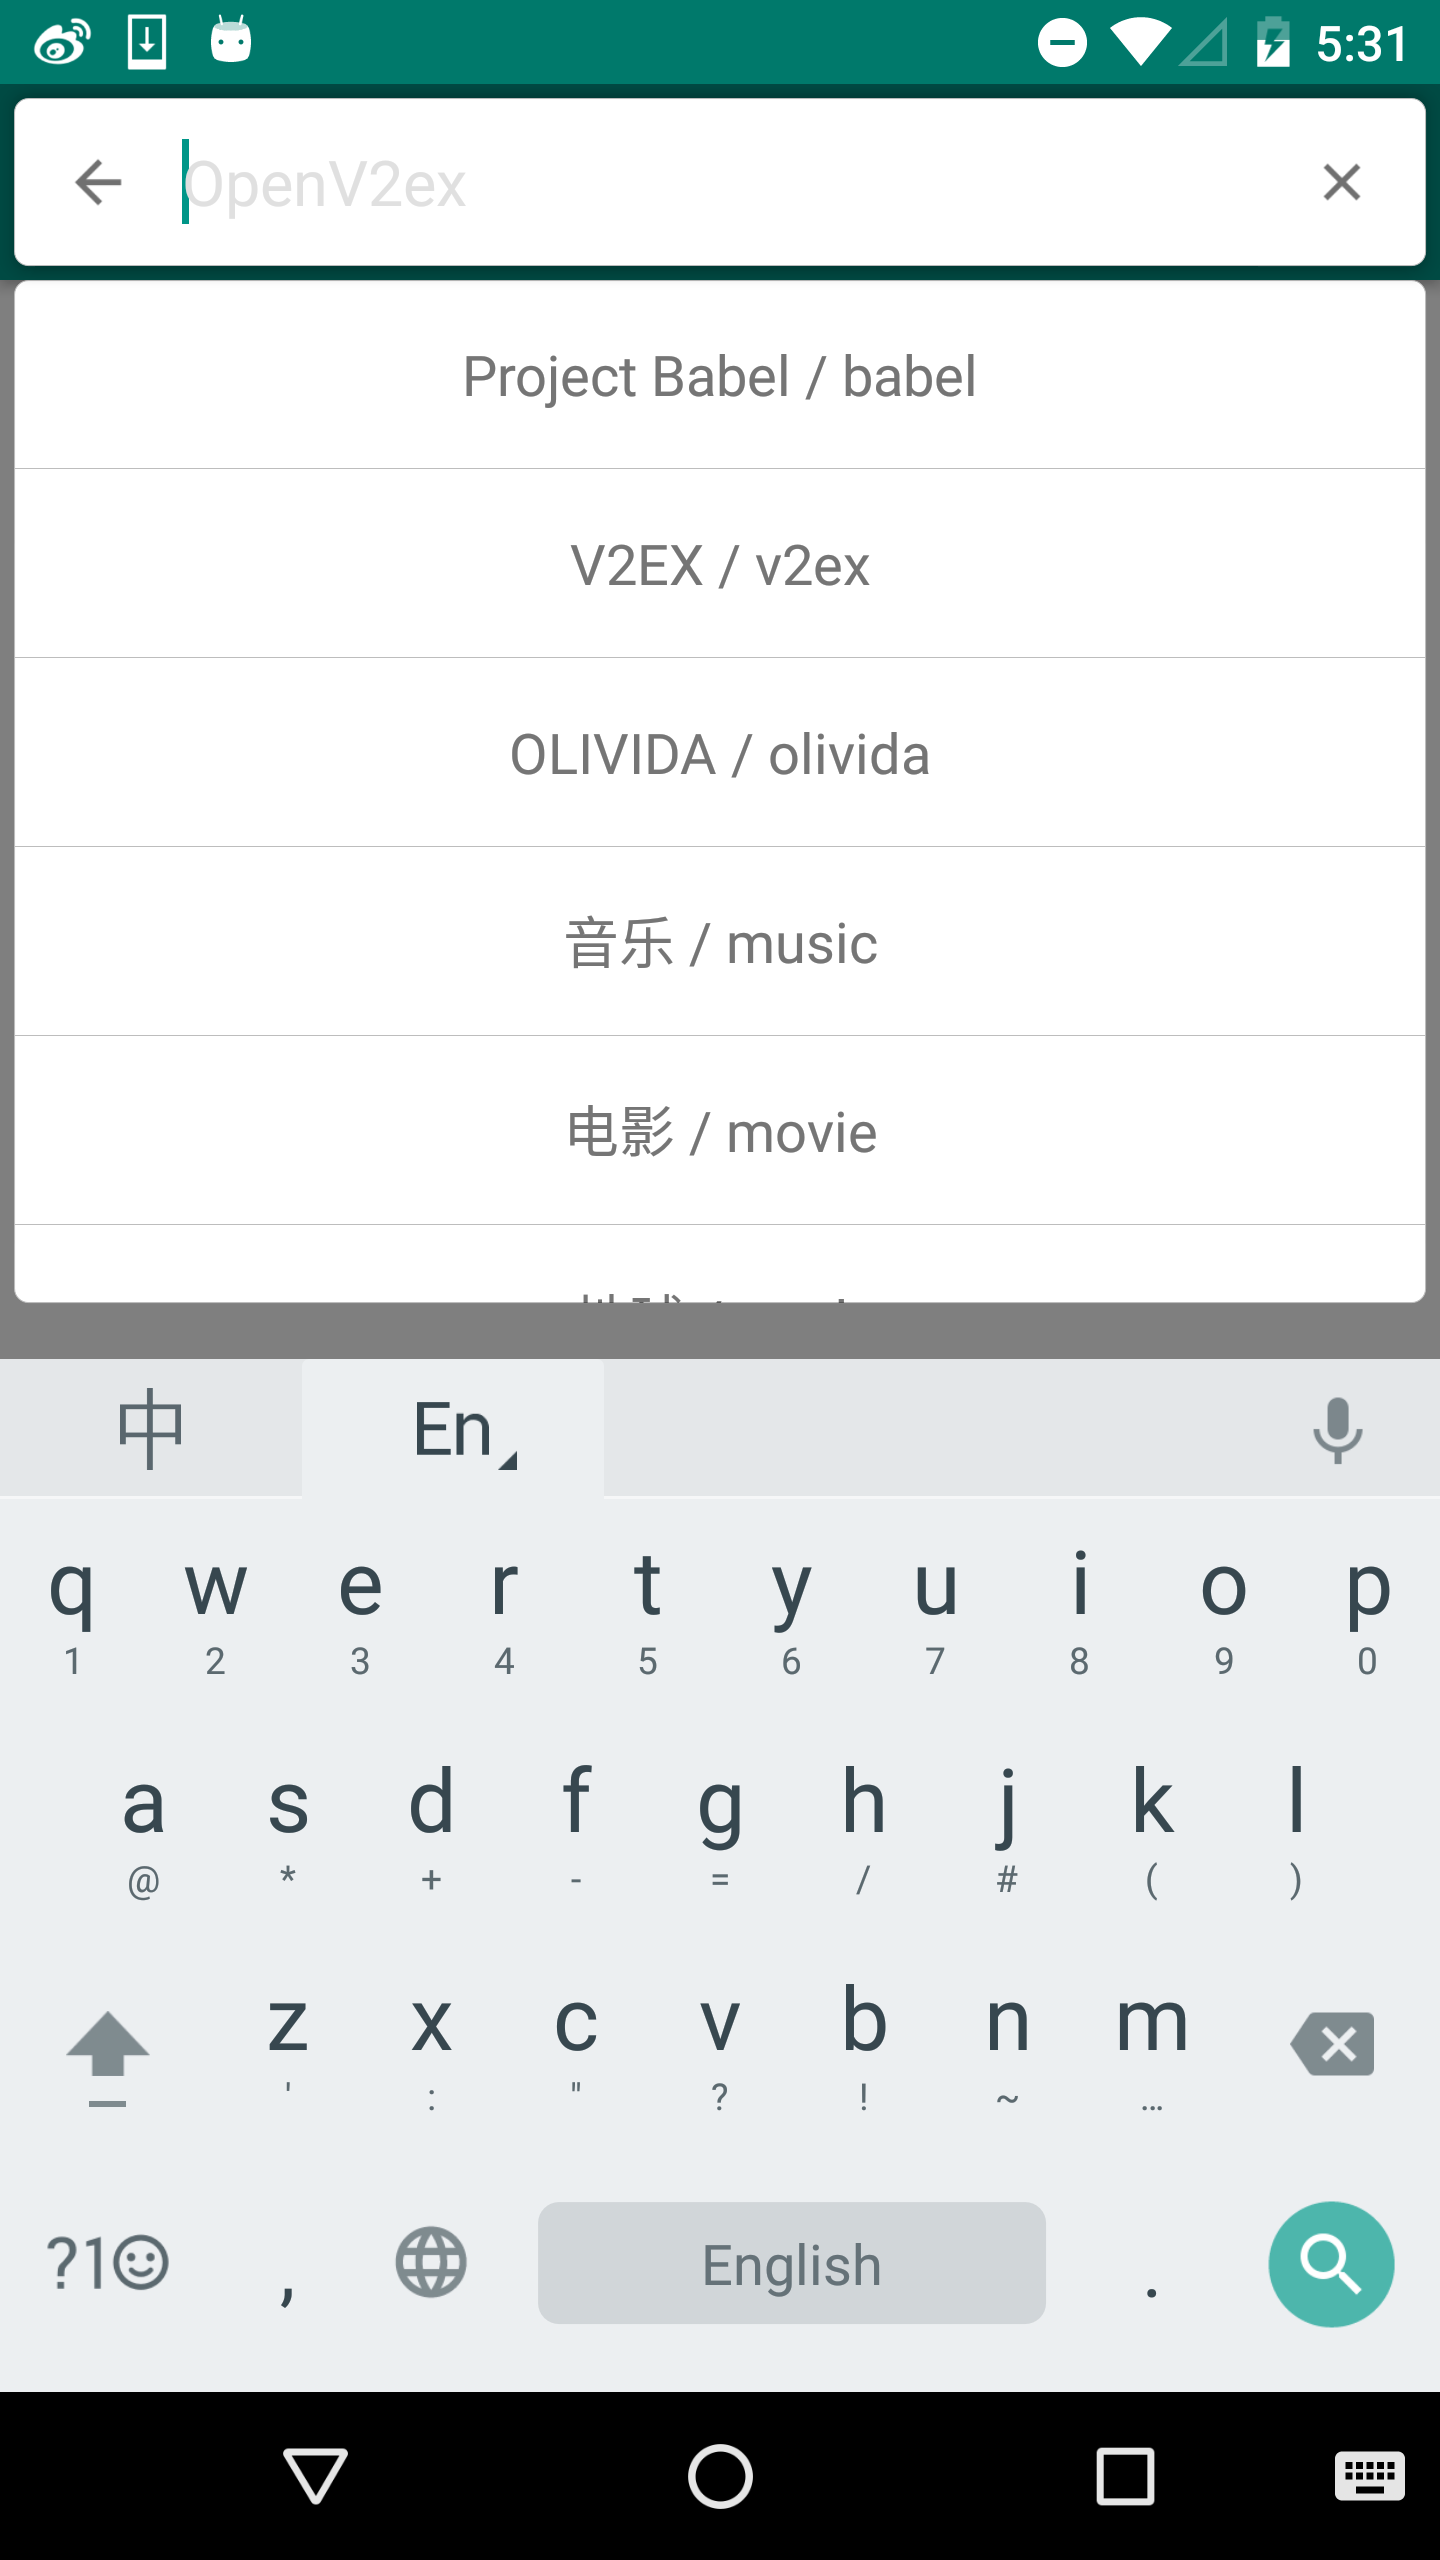 5:31
OpenV2ex
Project Babel / babel
V2EX / v2ex
OLIVIDA / olivida
音乐 / music
电影 / movie
中 En
q w e r t y u i o p
1 2 3 4 5 6 7 8 9 0
a s d f g h j k l
@ * + - = / # ( )
z x c v b n m
' : " ? ! ~ …
?1☺ , English .